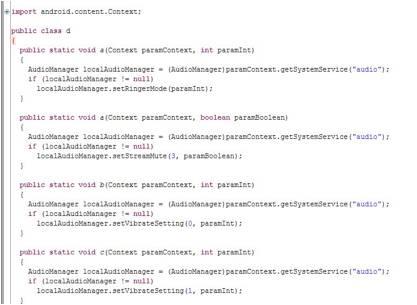 import android.content.Context;
public class d
{
public static void a(Context paramContext, int paramInt)
{
AudioManager localAudioManager = (AudioManager)paramContext.getSystemService("audio");
if (localAudioManager != null)
localAudioManager.setRingerMode(paramInt);
}
public static void a(Context paramContext, boolean paramBoolean)
{
AudioManager localAudioManager = (AudioManager)paramContext.getSystemService("audio");
if (localAudioManager != null)
localAudioManager.setStreamMute(3, paramBoolean);
}
public static void b(Context paramContext, int paramInt)
{
AudioManager localAudioManager = (AudioManager)paramContext.getSystemService("audio");
if (localAudioManager != null)
localAudioManager.setVibrateSetting(0, paramInt);
}
public static void c(Context paramContext, int paramInt)
{
AudioManager localAudioManager = (AudioManager)paramContext.getSystemService("audio");
if (localAudioManager != null)
localAudioManager.setVibrateSetting(1, paramInt);
}